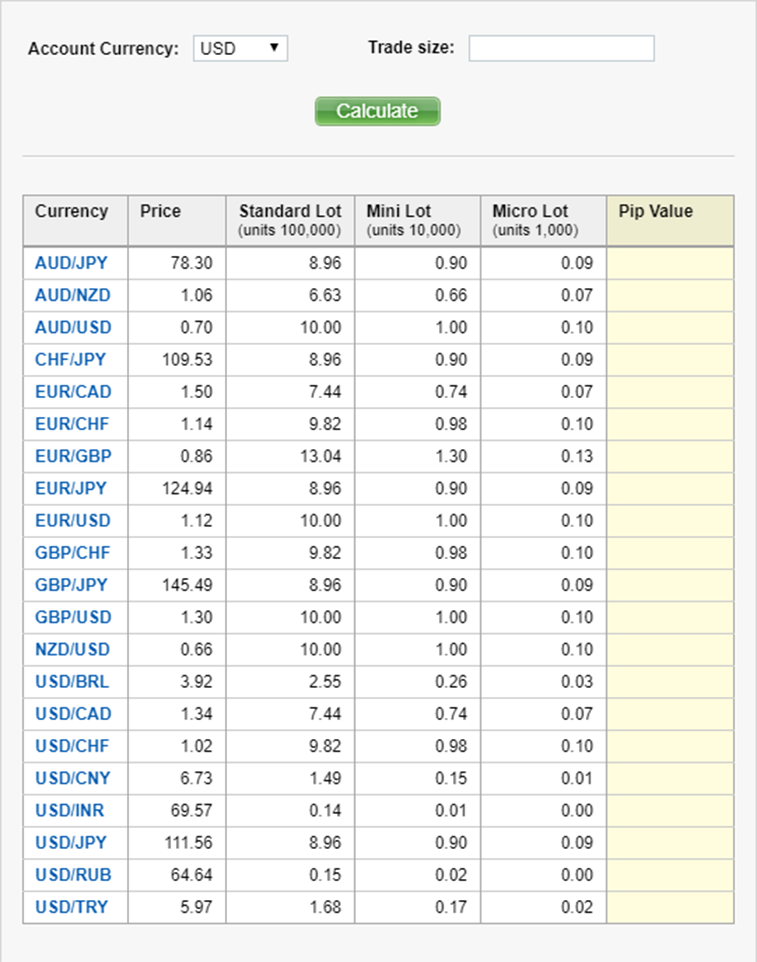 Account Currency: USD ▼ Trade size:
Calculate
Currency Price Standard Lot Mini Lot Micro Lot Pip Value
(units 100,000) (units 10,000) (units 1,000)
AUD/JPY 78.30 8.96 0.90 0.09
AUD/NZD 1.06 6.63 0.66 0.07
AUD/USD 0.70 10.00 1.00 0.10
CHF/JPY 109.53 8.96 0.90 0.09
EUR/CAD 1.50 7.44 0.74 0.07
EUR/CHF 1.14 9.82 0.98 0.10
EUR/GBP 0.86 13.04 1.30 0.13
EUR/JPY 124.94 8.96 0.90 0.09
EUR/USD 1.12 10.00 1.00 0.10
GBP/CHF 1.33 9.82 0.98 0.10
GBP/JPY 145.49 8.96 0.90 0.09
GBP/USD 1.30 10.00 1.00 0.10
NZD/USD 0.66 10.00 1.00 0.10
USD/BRL 3.92 2.55 0.26 0.03
USD/CAD 1.34 7.44 0.74 0.07
USD/CHF 1.02 9.82 0.98 0.10
USD/CNY 6.73 1.49 0.15 0.01
USD/INR 69.57 0.14 0.01 0.00
USD/JPY 111.56 8.96 0.90 0.09
USD/RUB 64.64 0.15 0.02 0.00
USD/TRY 5.97 1.68 0.17 0.02